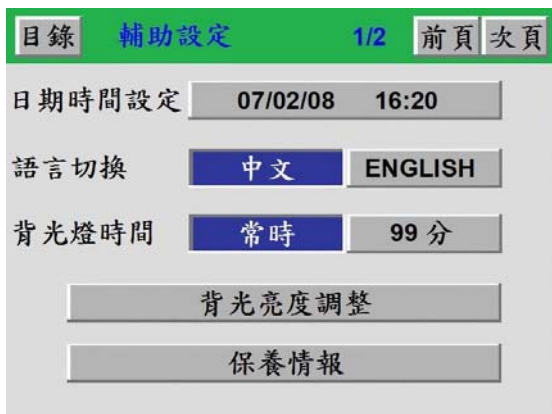 目錄 輔助設定 1/2 前頁 次頁
日期時間設定 07/02/08 16:20
語言切換 中文 ENGLISH
背光燈時間 常時 99 分
背光亮度調整
保養情報